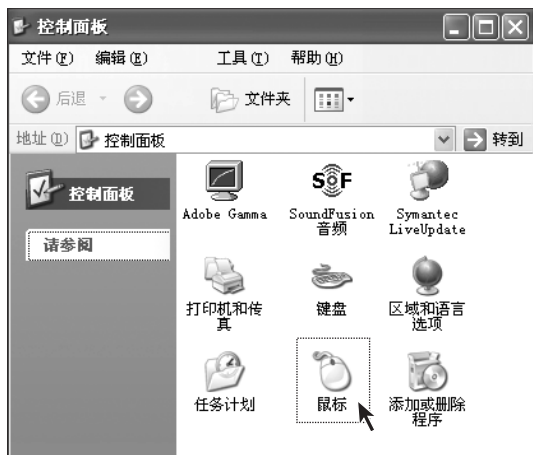 控制面板
文件(F) 编辑(E) 工具(T) 帮助(H)
后退 文件夹
地址(D) 控制面板 转到
控制面板
请参阅
Adobe Gamma
SoundFusion
音频
Symantec
LiveUpdate
打印机和传
真
键盘
区域和语言
选项
任务计划
鼠标
添加或删除
程序